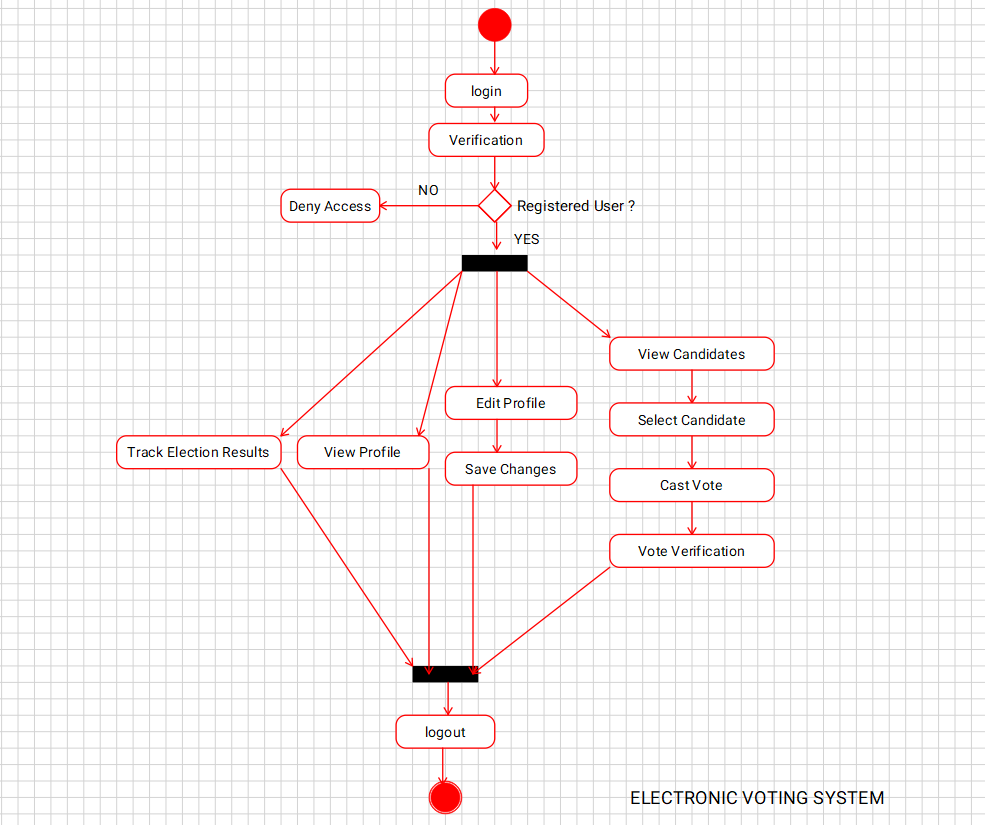 login
Verification
NO
Deny Access
Registered User ?
YES
View Candidates
Edit Profile
Select Candidate
Track Election Results
View Profile
Save Changes
Cast Vote
Vote Verification
logout
ELECTRONIC VOTING SYSTEM